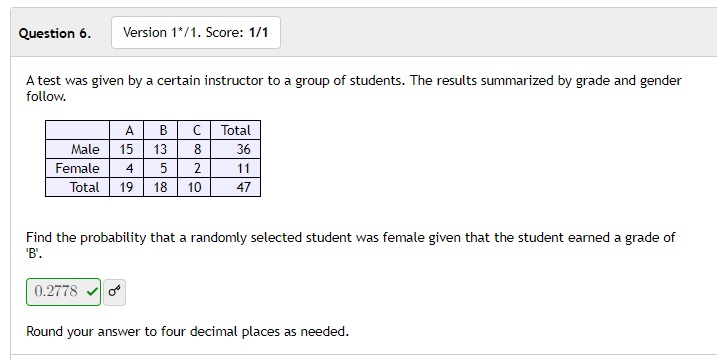 Question 6. Version 1*/1. Score: 1/1
A test was given by a certain instructor to a group of students. The results summarized by grade and gender
follow.
A B C Total
Male 15 13 8 36
Female 4 5 2 11
Total 19 18 10 47
Find the probability that a randomly selected student was female given that the student earned a grade of
'B'.
0.2778
Round your answer to four decimal places as needed.